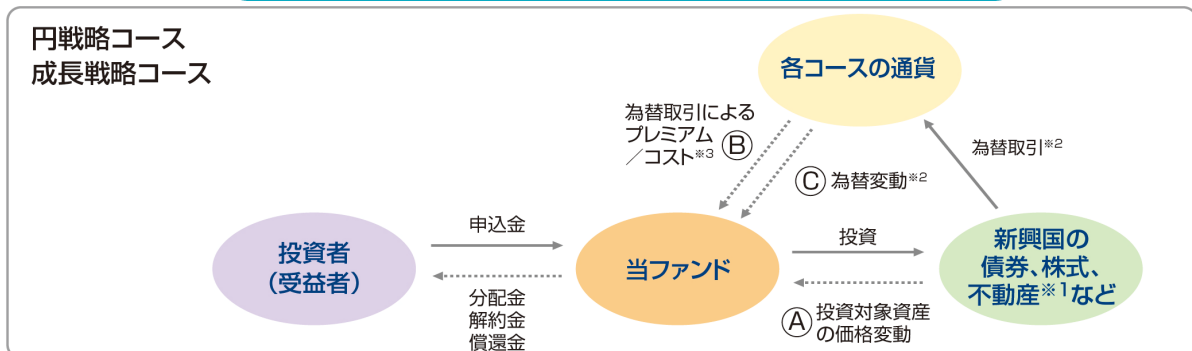 円戦略コース
成長戦略コース
各コースの通貨
為替取引による
プレミアム
／コスト※3 Ⓑ
Ⓒ 為替変動※2
為替取引※2
投資者
（受益者）
申込金
分配金
解約金
償還金
当ファンド
投資
Ⓐ 投資対象資産
の価格変動
新興国の
債券、株式、
不動産※1など